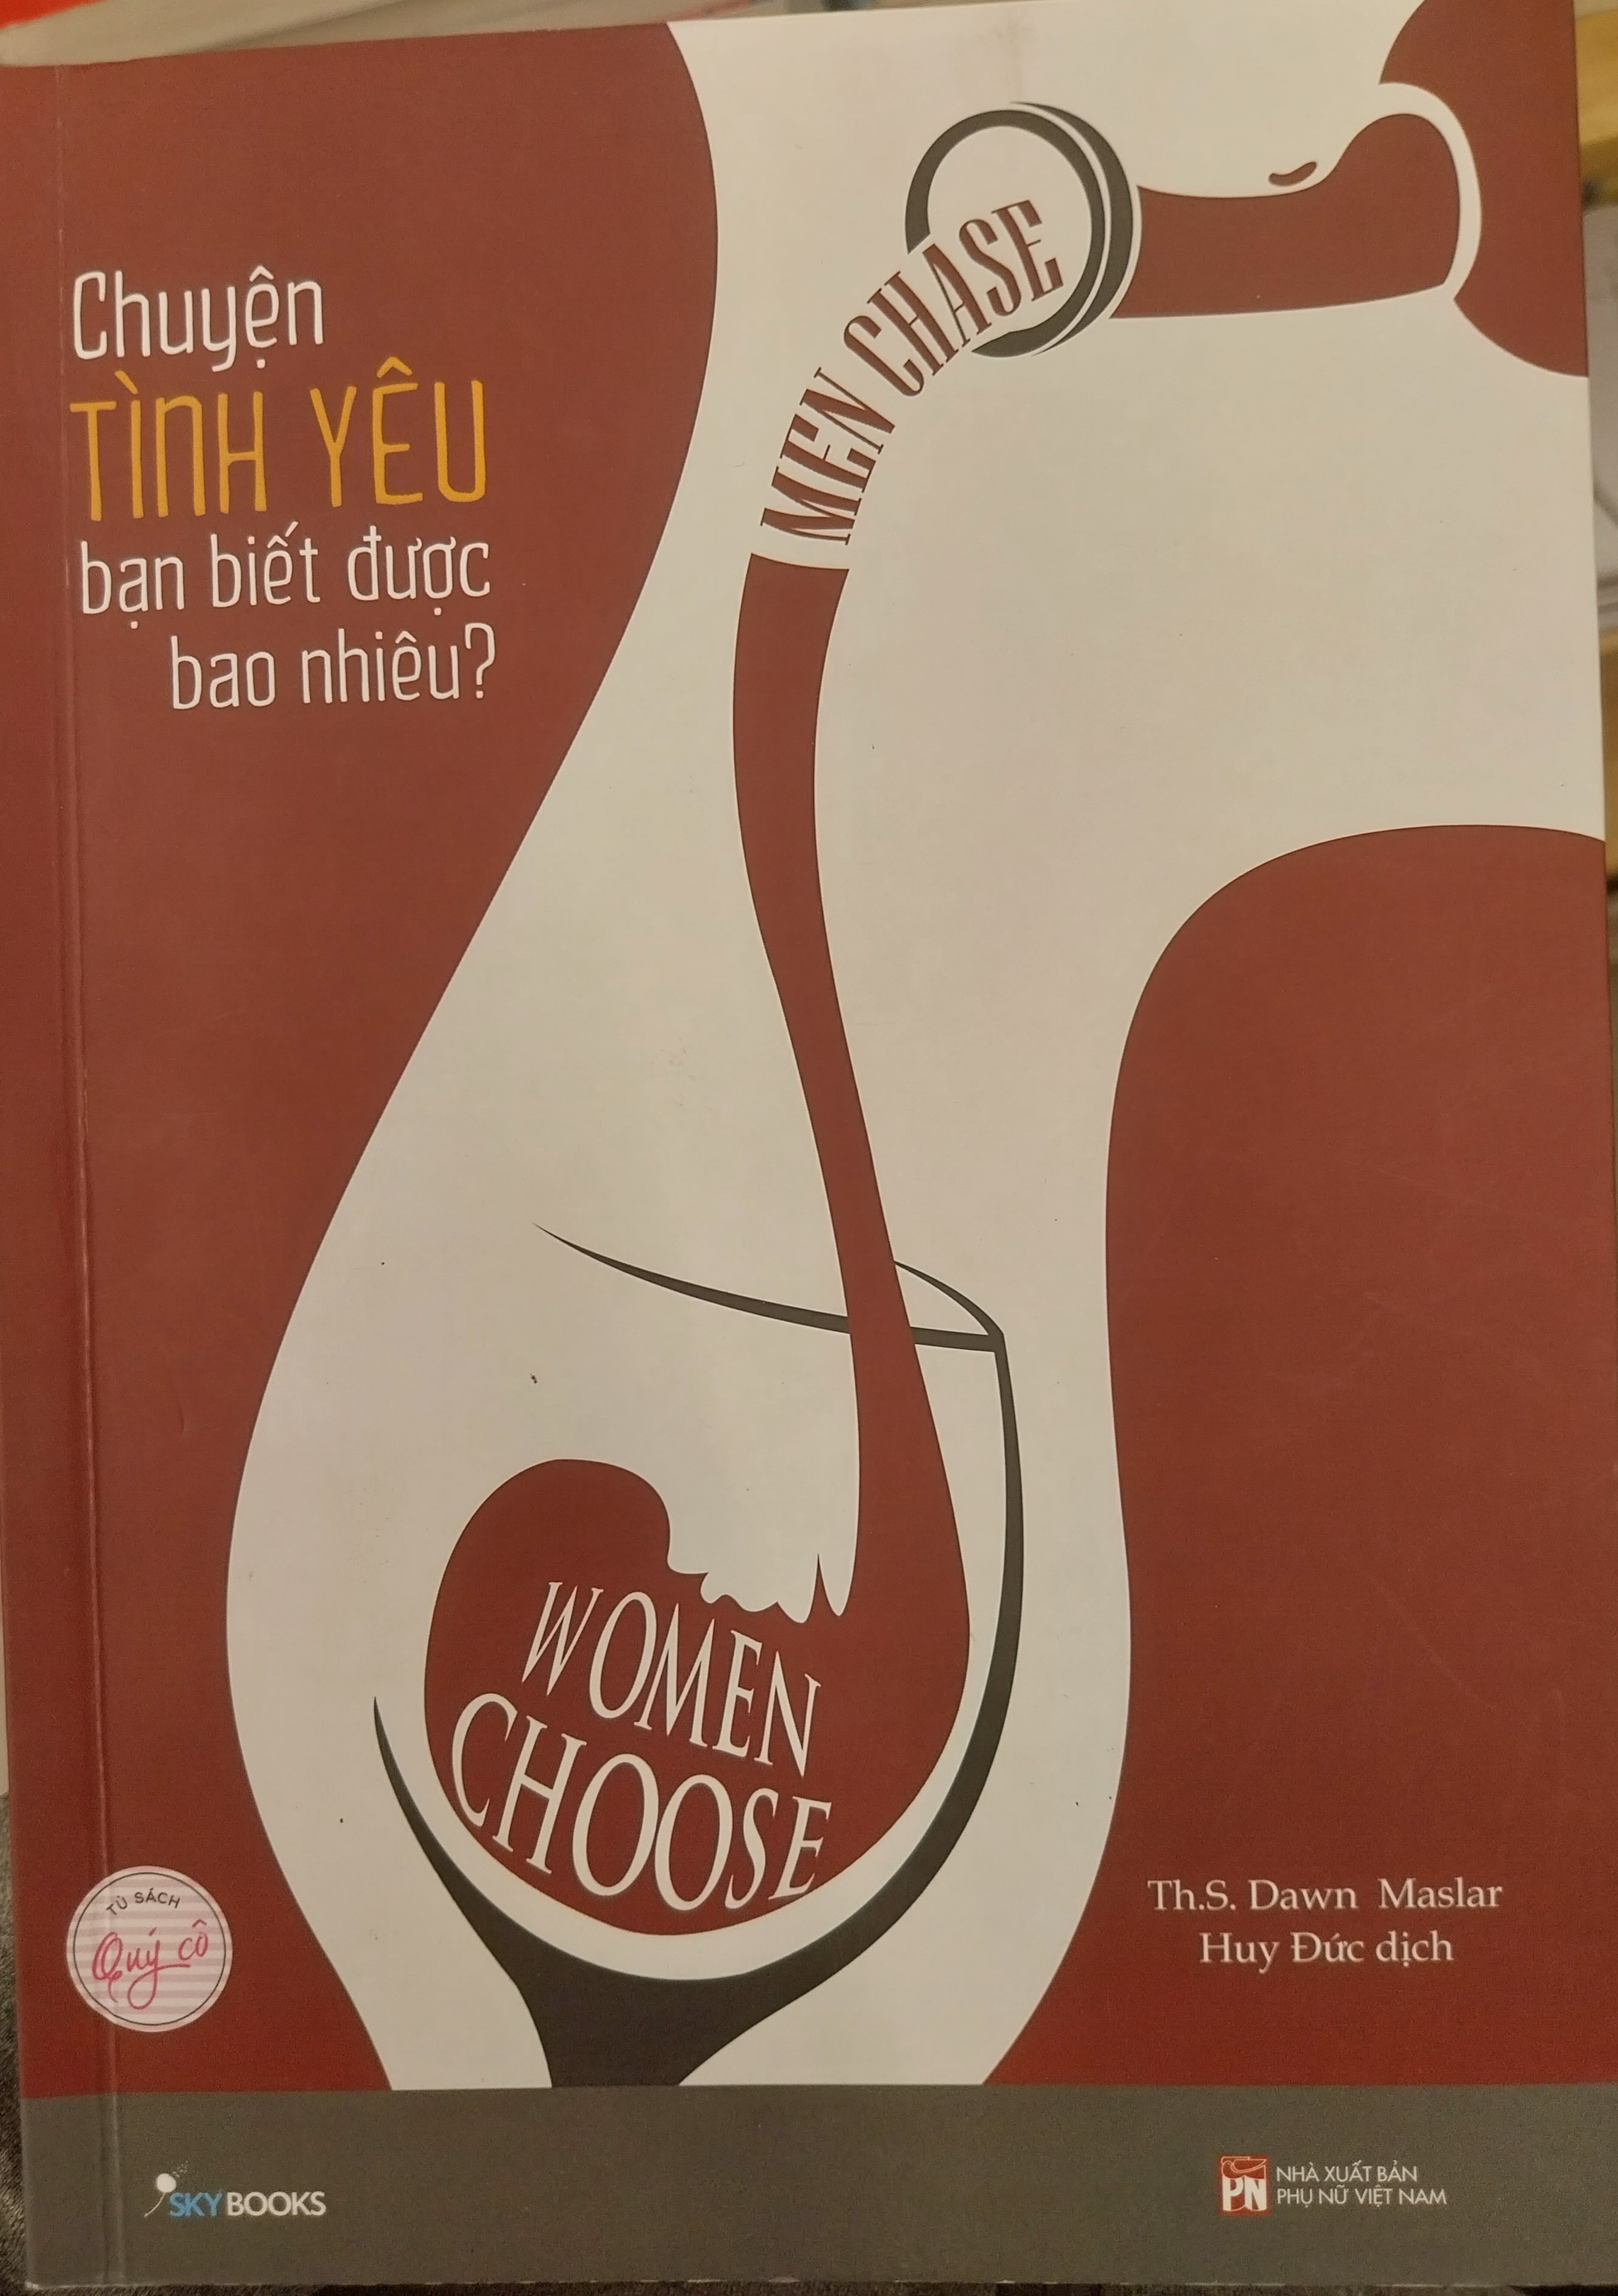 Chuyện
TÌNH YÊU
bạn biết được
bao nhiêu?
MEN CHASE
WOMEN
CHOOSE
Th.S. Dawn Maslar
Huy Đức dịch
TỦ SÁCH
Quý cô
SKYBOOKS
PN
NHÀ XUẤT BẢN
PHỤ NỮ VIỆT NAM